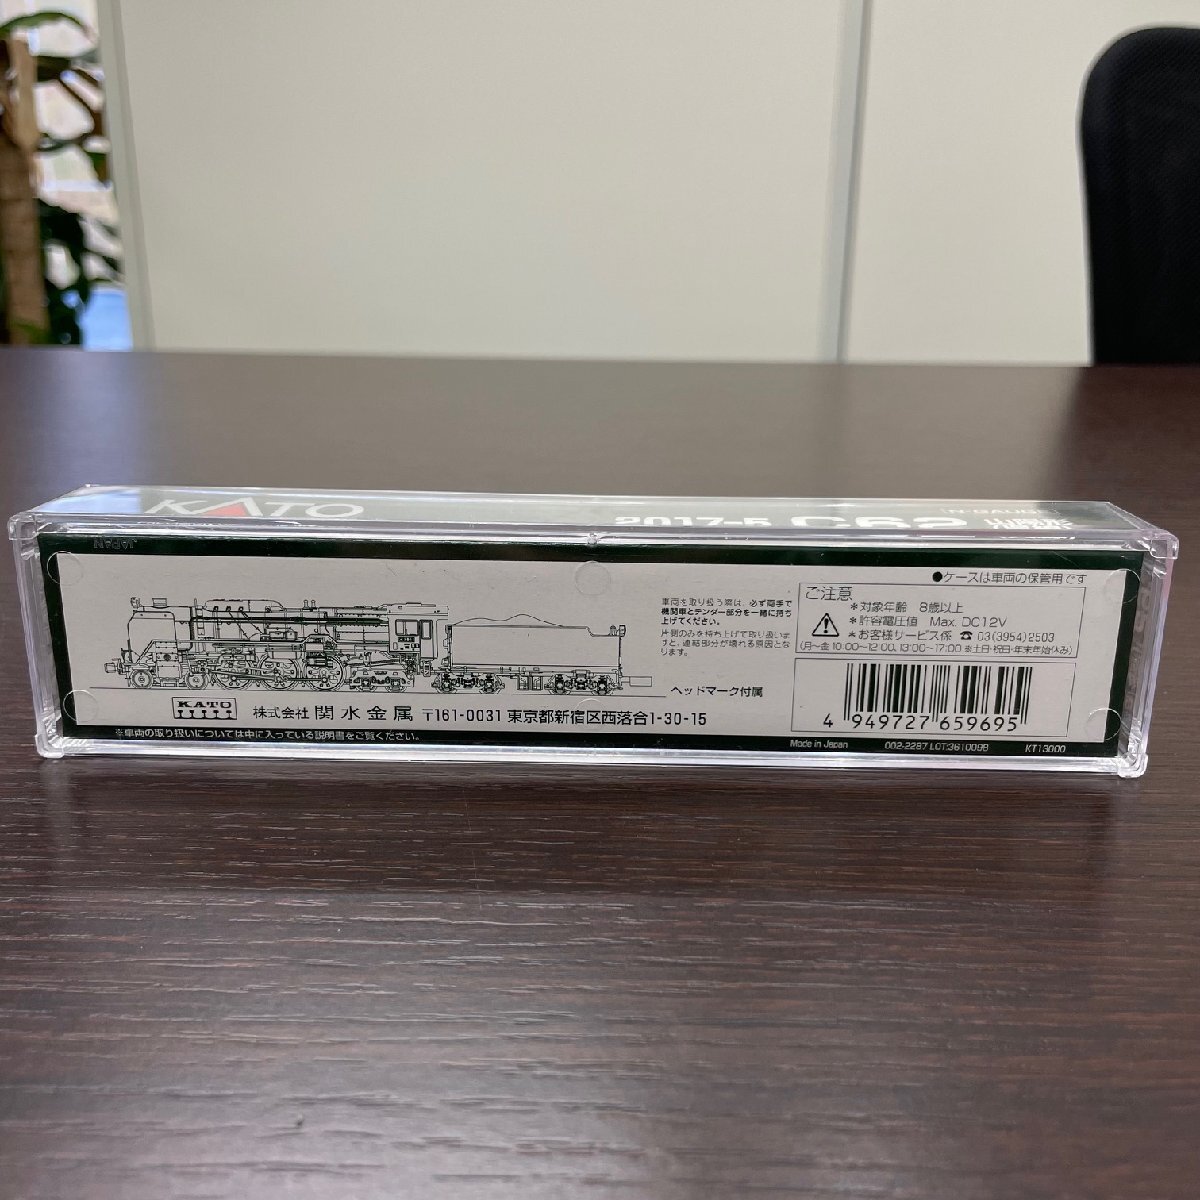 KATO
2017-5 C62 山陽形
[N-GAUGE]
JAPAN
●ケースは車両の保管用です
車両を取り扱う際は、必ず両手で
機関車とテンダー部分を一緒に持ち
上げてください。
片側のみを持ち上げて取り扱いま
すと、連結部分が壊れる原因とな
ります。
ヘッドマーク付属
ご注意
*対象年齢 8歳以上
*許容電圧値 Max. DC12V
*お客様サービス係 ☎ 03(3954)2503
(月〜金 10:00〜12:00, 13:00〜17:00 ※土日・祝日・年末年始休み)
4 949727 659695
KATO
株式会社 関水金属 〒161-0031 東京都新宿区西落合1-30-15
※車両の取り扱いについては中に入っている説明書をご覧ください。
Made in Japan 002-2287 LOT:361009B KT13000